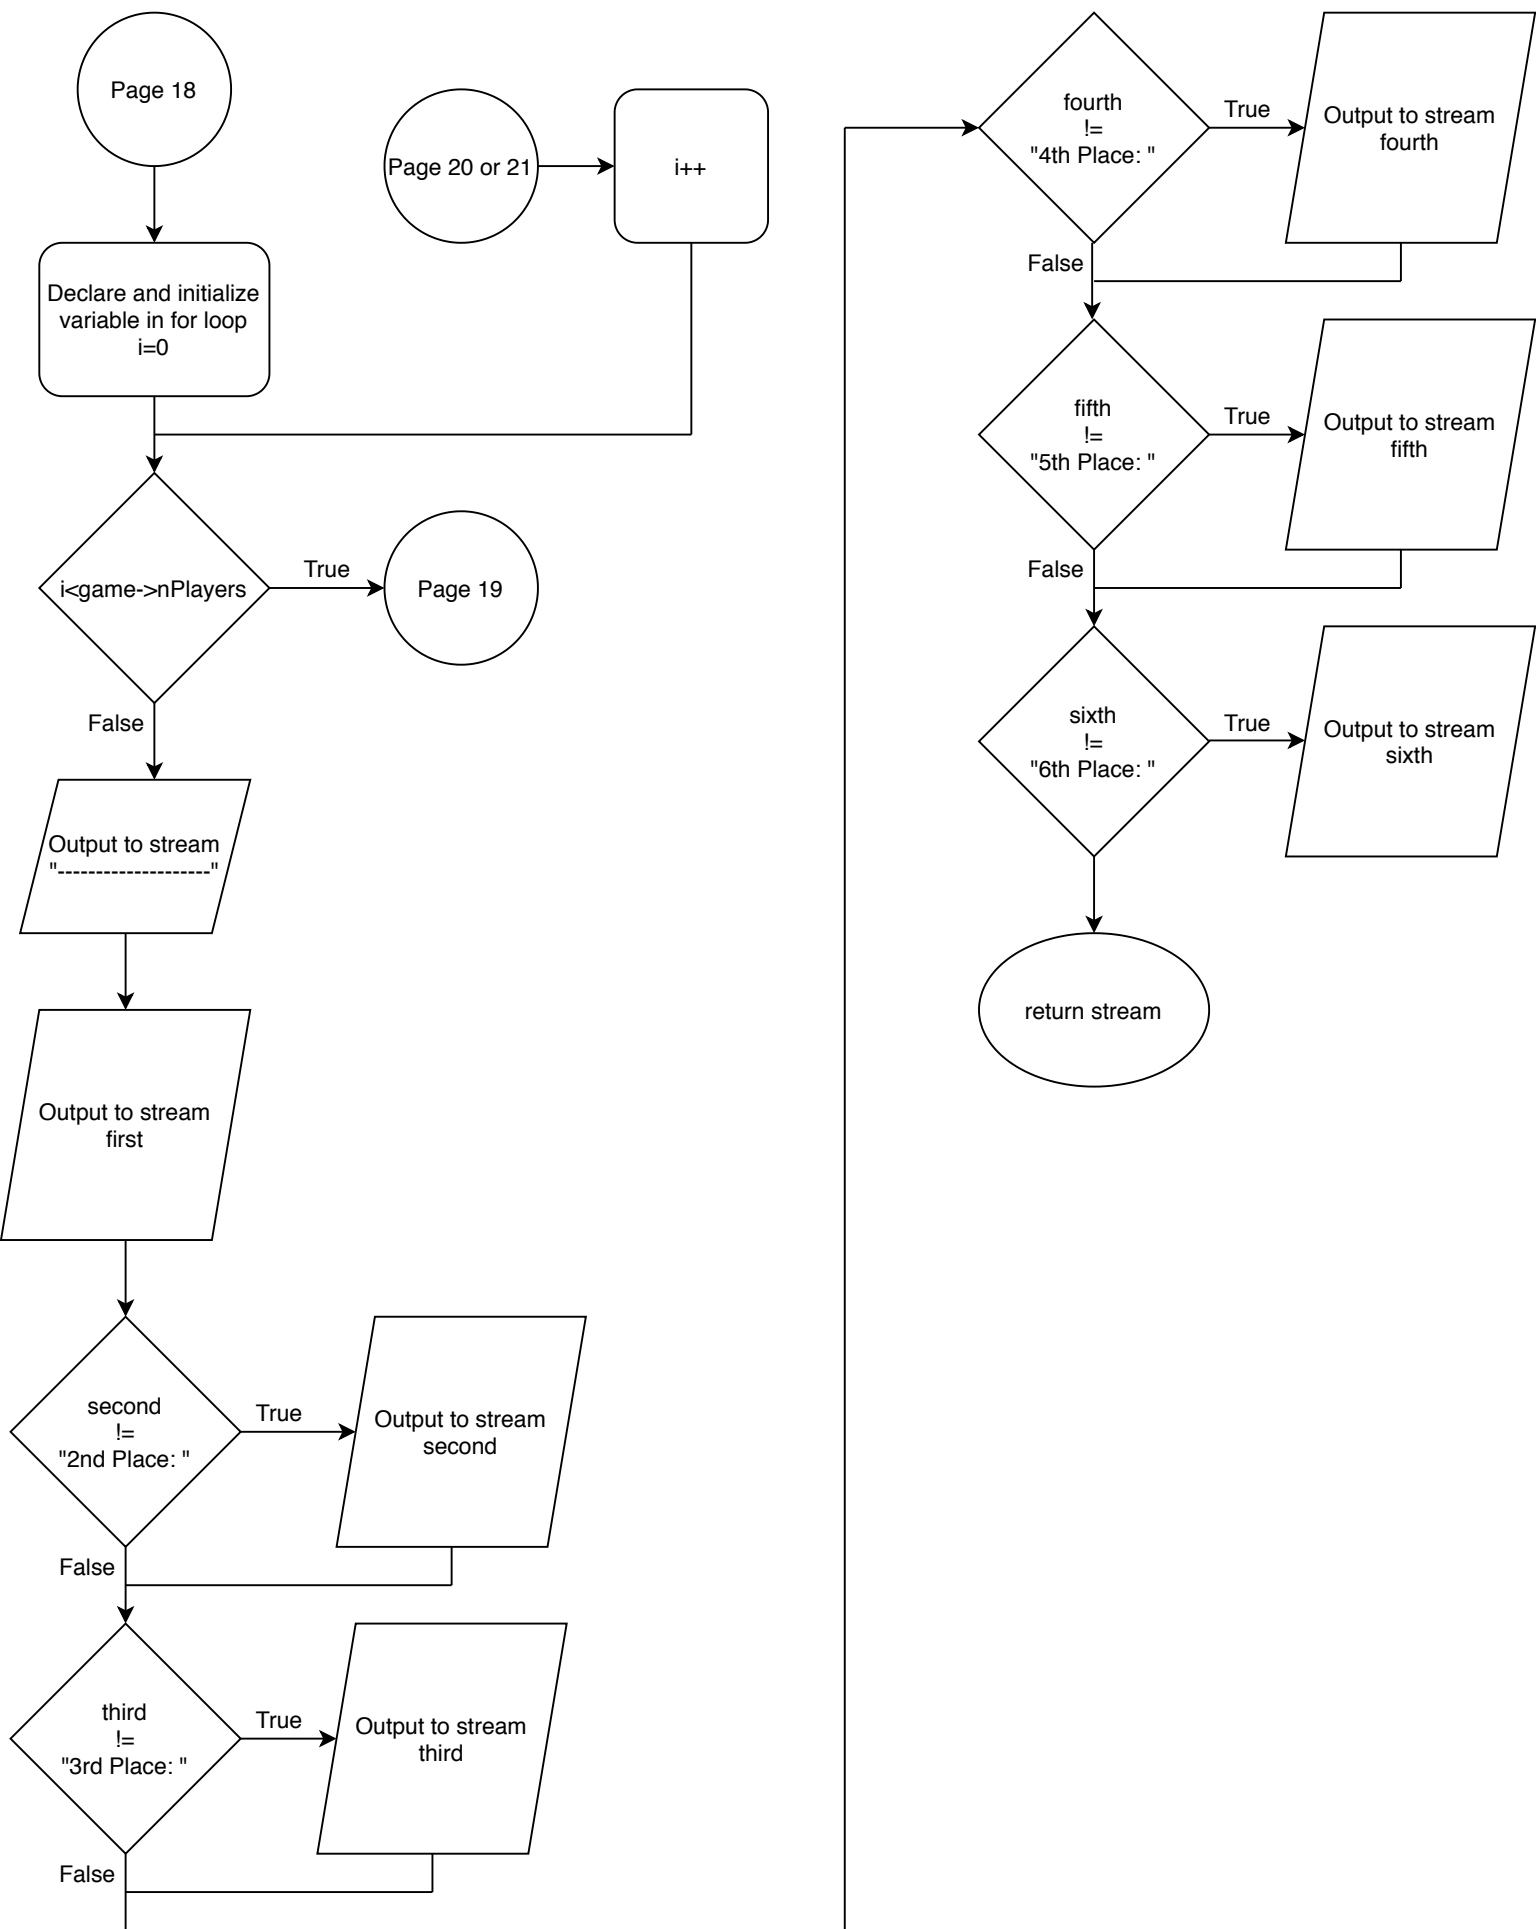 Page 18
Page 20 or 21
i++
Declare and initialize
variable in for loop
i=0
i<game->nPlayers
True
Page 19
False
Output to stream
"--------------------"
Output to stream
first
second
!=
"2nd Place: "
True
Output to stream
second
False
third
!=
"3rd Place: "
True
Output to stream
third
False
fourth
!=
"4th Place: "
True
Output to stream
fourth
False
fifth
!=
"5th Place: "
True
Output to stream
fifth
False
sixth
!=
"6th Place: "
True
Output to stream
sixth
return stream